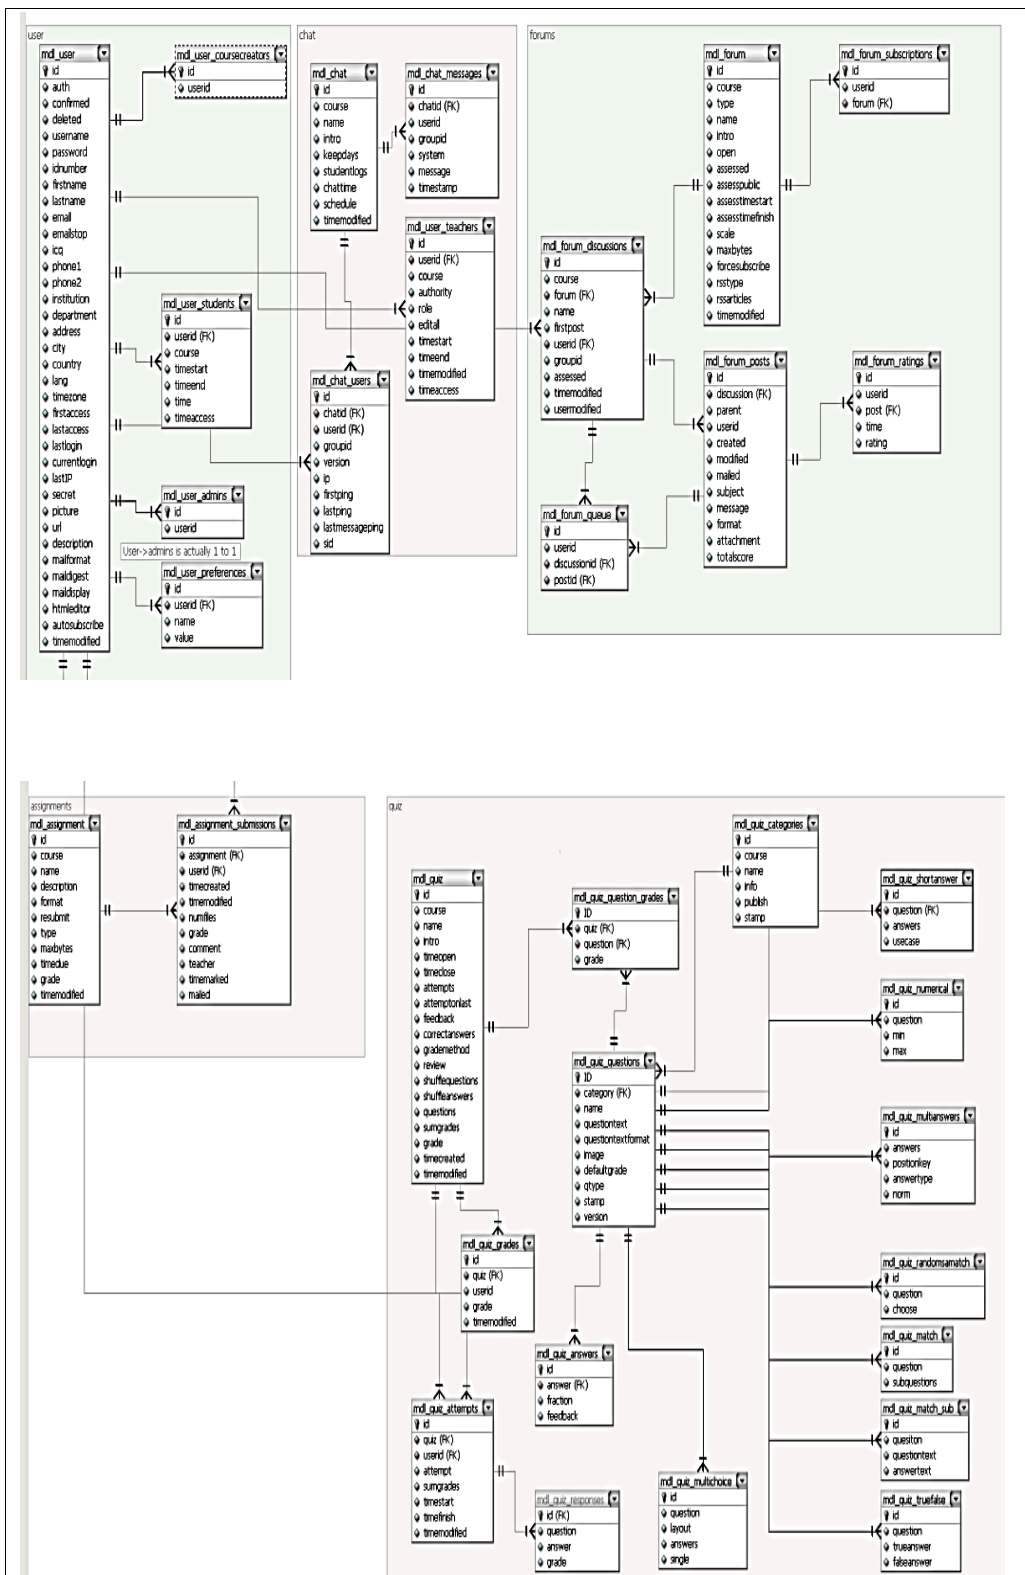 user
mdl_user
id
auth
confirmed
deleted
username
password
idnumber
firstname
lastname
email
emailstop
icq
phone1
phone2
institution
department
address
city
country
lang
timezone
firstaccess
lastaccess
lastlogin
currentlogin
lastIP
secret
picture
url
description
mailformat
maildigest
maildisplay
htmleditor
autosubscribe
timemodified
mdl_user_coursecreators
id
userid
mdl_user_students
id
userid (FK)
course
timestart
timeend
time
timeaccess
mdl_user_admins
id
userid
User->admins is actually 1 to 1
mdl_user_preferences
id
userid (FK)
name
value
chat
mdl_chat
id
course
name
intro
keepdays
studentlogs
chattime
schedule
timemodified
mdl_chat_messages
id
chatid (FK)
userid
groupid
system
message
timestamp
mdl_user_teachers
id
userid (FK)
course
authority
role
editall
timestart
timeend
timemodified
timeaccess
mdl_chat_users
id
chatid (FK)
userid (FK)
groupid
version
ip
firstping
lastping
lastmessageping
sid
forums
mdl_forum
id
course
type
name
intro
open
assessed
assesspublic
assesstimestart
assesstimefinish
scale
maxbytes
forcesubscribe
rsstype
rssarticles
timemodified
mdl_forum_subscriptions
id
userid
forum (FK)
mdl_forum_discussions
id
course
forum (FK)
name
firstpost
userid (FK)
groupid
assessed
timemodified
usermodified
mdl_forum_posts
id
discussion (FK)
parent
userid
created
modified
mailed
subject
message
format
attachment
totalscore
mdl_forum_ratings
id
userid
post (FK)
time
rating
mdl_forum_queue
id
userid
discussionid (FK)
postid (FK)
assignments
mdl_assignment
id
course
name
description
format
resubmit
type
maxbytes
timedue
grade
timemodified
mdl_assignment_submissions
id
assignment (FK)
userid (FK)
timecreated
timemodified
numfiles
grade
comment
teacher
timemarked
mailed
quiz
mdl_quiz
id
course
name
intro
timeopen
timeclose
attempts
attemptonlast
feedback
correctanswers
grademethod
review
shufflequestions
shuffleanswers
questions
sumgrades
grade
timecreated
timemodified
mdl_quiz_question_grades
ID
quiz (FK)
question (FK)
grade
mdl_quiz_categories
id
course
name
info
publish
stamp
mdl_quiz_shortanswer
id
question (FK)
answers
usecase
mdl_quiz_numerical
id
question
min
max
mdl_quiz_questions
ID
category (FK)
name
questiontext
questiontextformat
image
defaultgrade
qtype
stamp
version
mdl_quiz_multianswers
id
answers
positionkey
answertype
norm
mdl_quiz_grades
id
quiz (FK)
userid
grade
timemodified
mdl_quiz_randomsamatch
id
question
choose
mdl_quiz_answers
id
answer (FK)
fraction
feedback
mdl_quiz_match
id
question
subquestions
mdl_quiz_attempts
id
quiz (FK)
userid (FK)
attempt
sumgrades
timestart
timefinish
timemodified
mdl_quiz_match_sub
id
quesiton
questiontext
answertext
mdl_quiz_responses
id (FK)
question
answer
grade
mdl_quiz_multichoice
id
question
layout
answers
single
mdl_quiz_truefalse
id
question
trueanswer
falseanswer